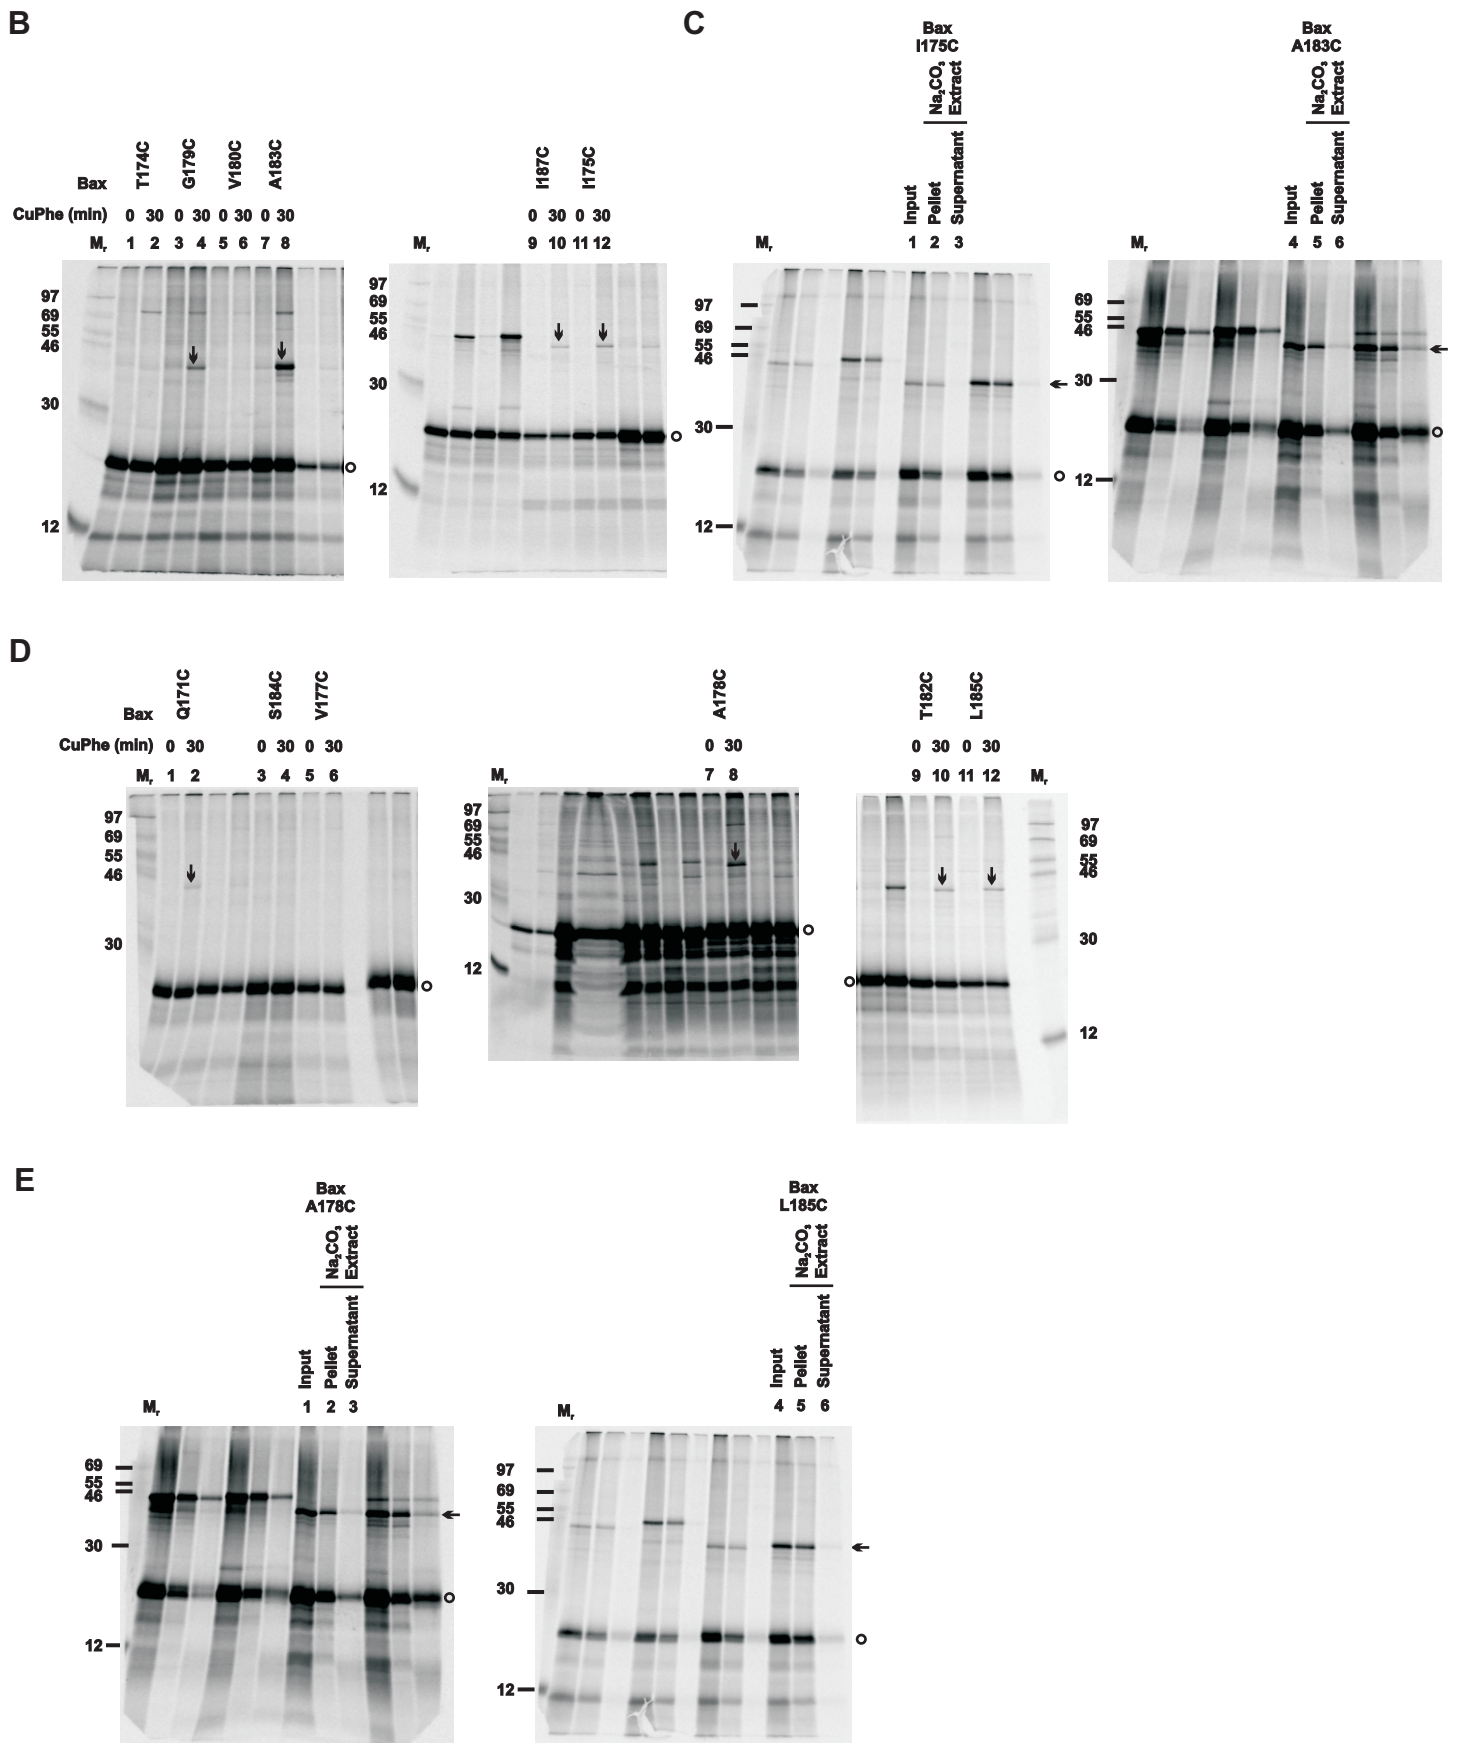 B
Bax T174C G179C V180C A183C
CuPhe (min) 0 30 0 30 0 30 0 30
Mr 1 2 3 4 5 6 7 8
97
69
55
46
30
12
I187C I175C
0 30 0 30
Mr 9 10 11 12
97
69
55
46
30
12
C
Bax
I175C
Na₂CO₃
Extract
Input Pellet Supernatant
Mr 1 2 3
97
69
55
46
30
12
Bax
A183C
Na₂CO₃
Extract
Input Pellet Supernatant
Mr 4 5 6
69
55
46
30
12
D
Bax Q171C S184C V177C
CuPhe (min) 0 30 0 30 0 30
Mr 1 2 3 4 5 6
97
69
55
46
30
A178C
0 30
Mr 7 8
97
69
55
46
30
12
T182C L185C
0 30 0 30
9 10 11 12 Mr
97
69
55
46
30
12
E
Bax
A178C
Na₂CO₃
Extract
Input Pellet Supernatant
Mr 1 2 3
69
55
46
30
12
Bax
L185C
Na₂CO₃
Extract
Input Pellet Supernatant
Mr 4 5 6
97
69
55
46
30
12